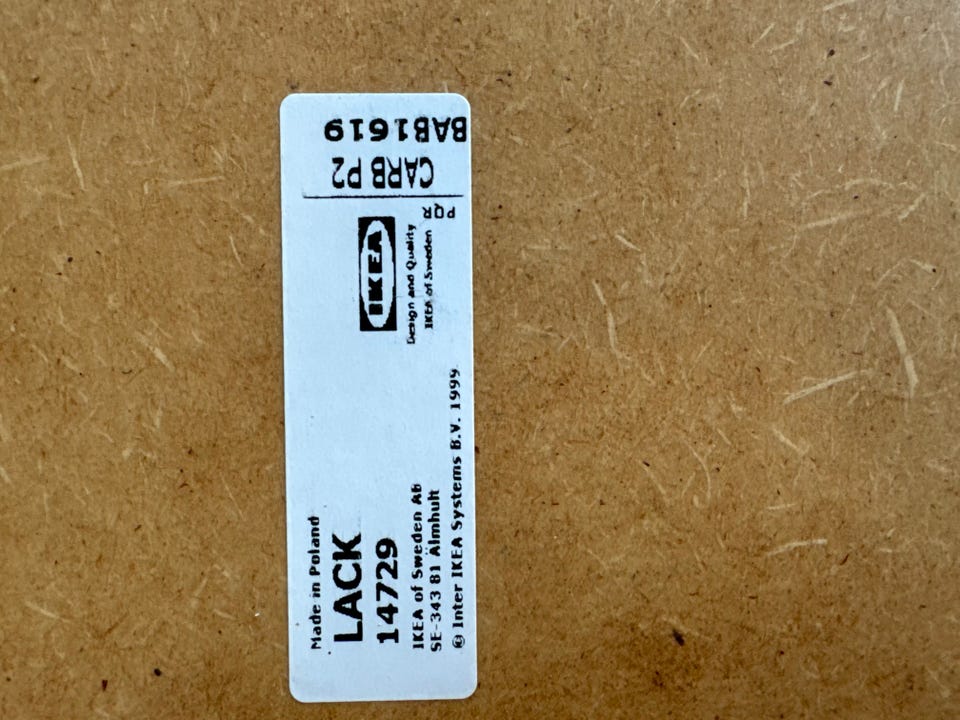 Made in Poland
LACK
14729
IKEA of Sweden AB
SE-343 81 Älmhult
© Inter IKEA Systems B.V. 1999
IKEA
Design and Quality
IKEA of Sweden
CARB P2
BAB1619